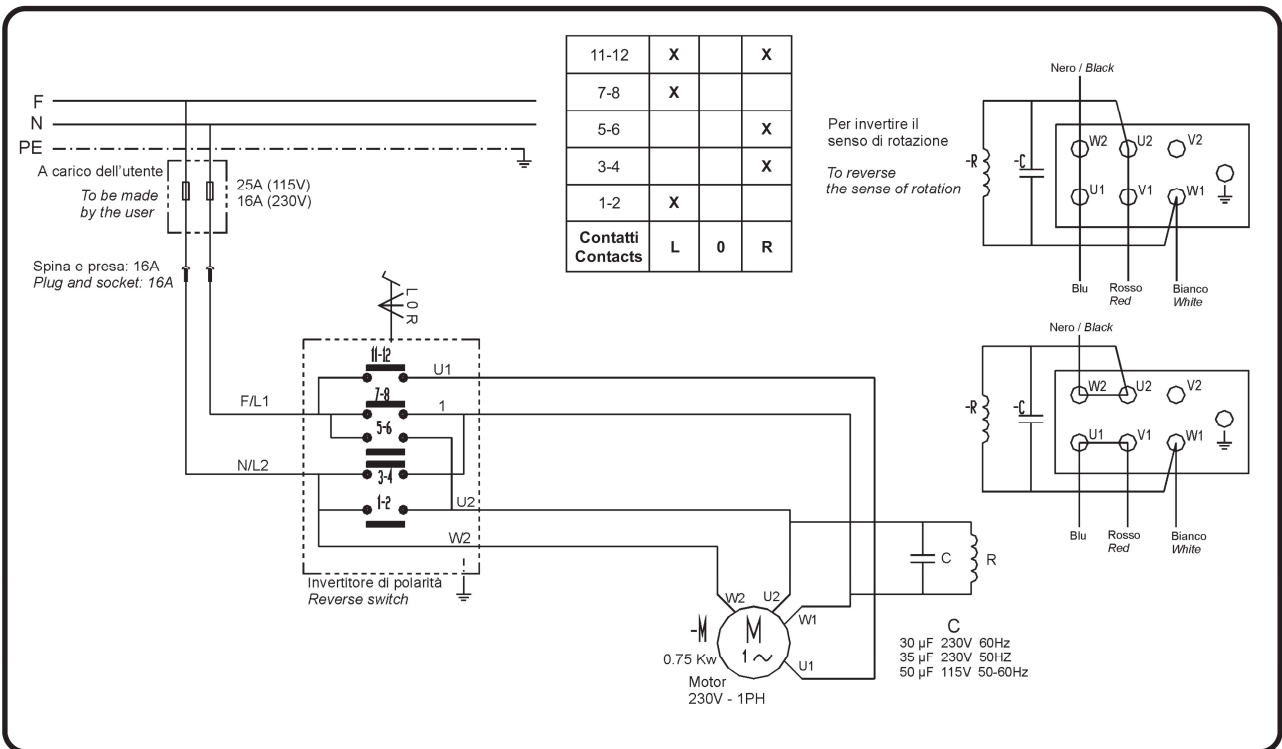 F
N
PE
A carico dell'utente
To be made
by the user
25A (115V)
16A (230V)
Spina e presa: 16A
Plug and socket: 16A
11-12 X X
7-8 X
5-6 X
3-4 X
1-2 X
Contatti
Contacts L 0 R
L 0 R
11-12
U1
7-8
1
F/L1
5-6
N/L2
3-4
1-2
U2
W2
Invertitore di polarità
Reverse switch
W2 U2
W1
U1
-M
M
1 ~
0.75 Kw
Motor
230V - 1PH
C
R
C
30 µF 230V 60Hz
35 µF 230V 50HZ
50 µF 115V 50-60Hz
Per invertire il
senso di rotazione
To reverse
the sense of rotation
Nero / Black
-R
-C
W2 U2 V2
U1 V1 W1
Blu
Rosso
Red
Bianco
White
Nero / Black
-R
-C
W2 U2 V2
U1 V1 W1
Blu
Rosso
Red
Bianco
White